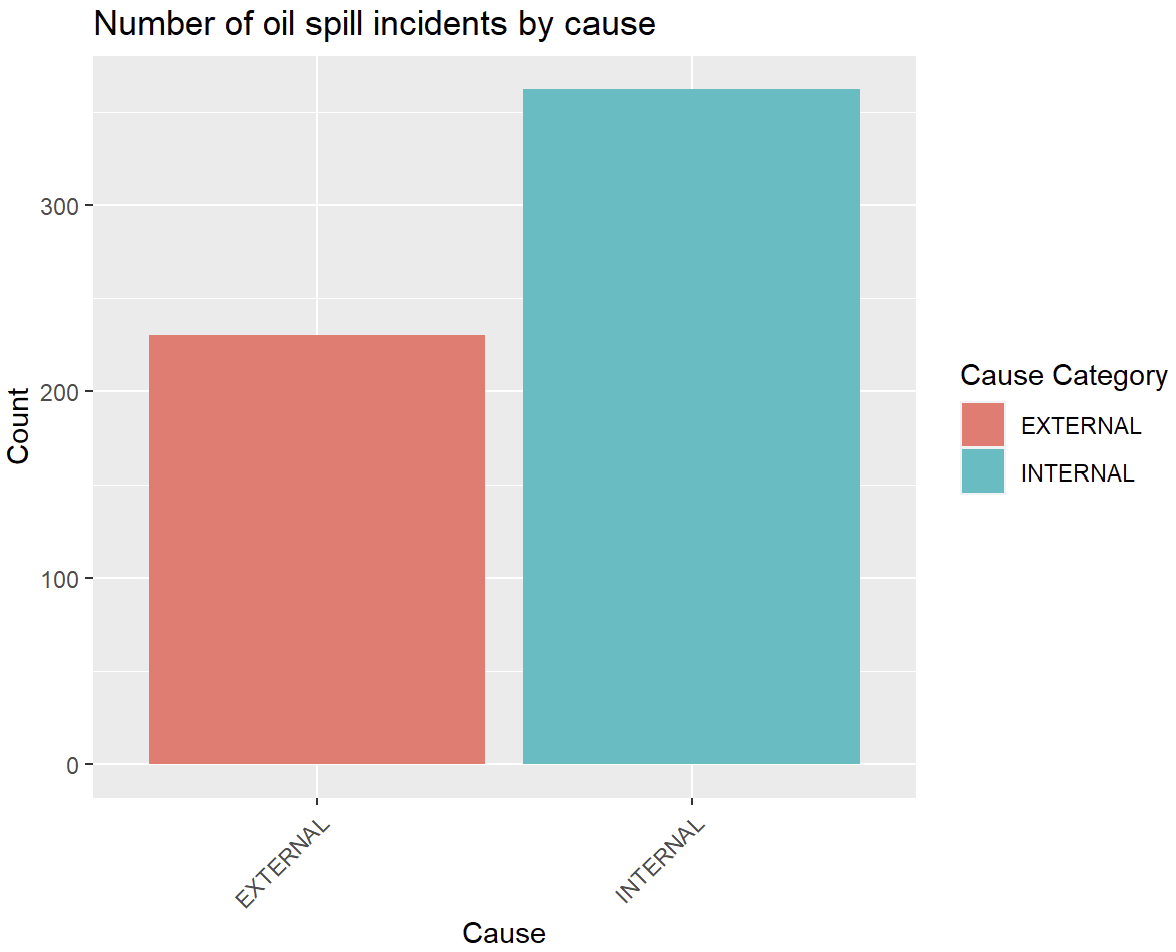 Number of oil spill incidents by cause
300
200
100
0
Count
EXTERNAL
INTERNAL
Cause
Cause Category
EXTERNAL
INTERNAL